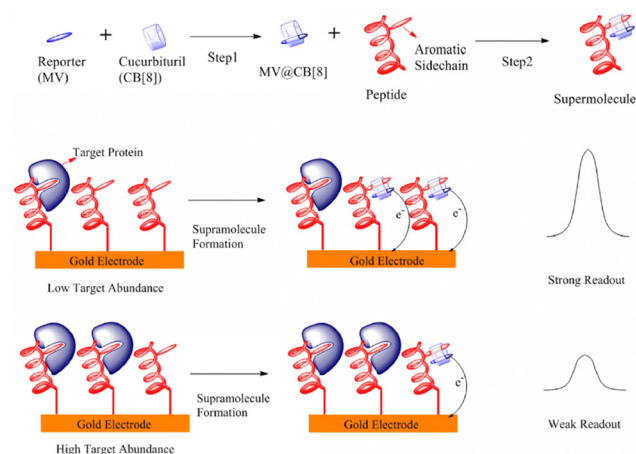 Reporter
(MV)
+
Cucurbituril
(CB[8])
Step1
MV@CB[8]
+
Peptide
Aromatic
Sidechain
Step2
Supermolecule
Target Protein
Gold Electrode
Low Target Abundance
Supramolecule
Formation
e-
e-
Gold Electrode
Strong Readout
Gold Electrode
High Target Abundance
Supramolecule
Formation
e-
Gold Electrode
Weak Readout